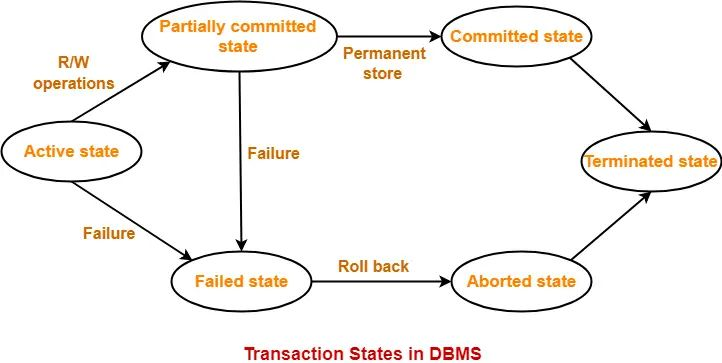 Partially committed
state
Committed state
R/W
operations
Permanent
store
Active state
Failure
Terminated state
Failure
Failed state
Roll back
Aborted state
Transaction States in DBMS